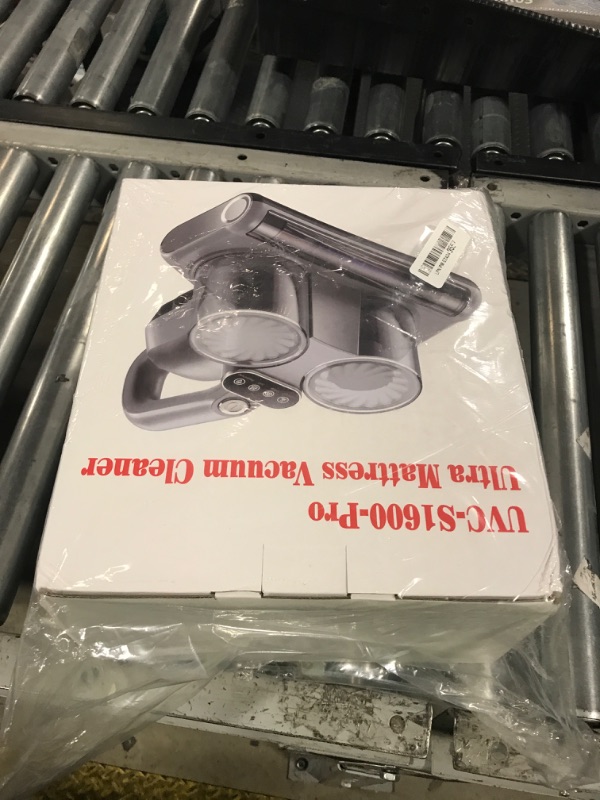 UVC-S1600-Pro
Ultra Mattress Vacuum Cleaner